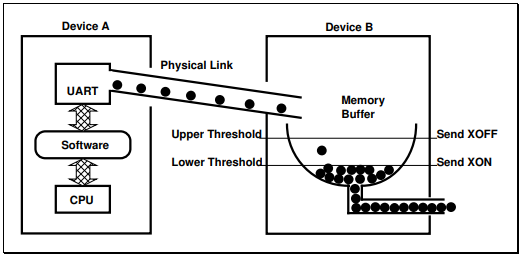 Device A
Device B
Physical Link
UART
Memory
Buffer
Upper Threshold
Send XOFF
Software
Lower Threshold
Send XON
CPU